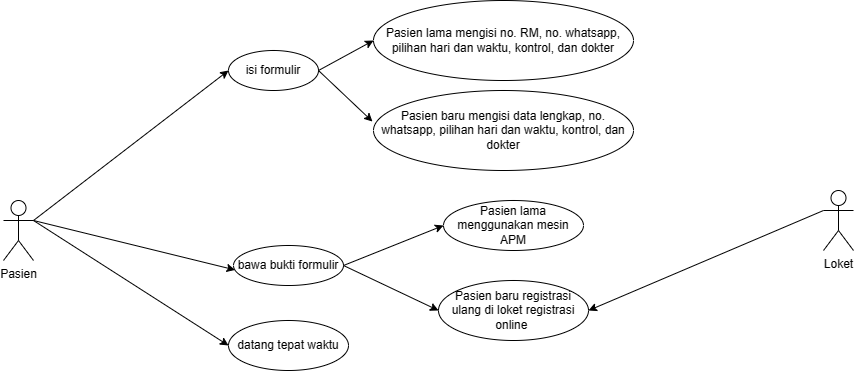 Pasien lama mengisi no. RM, no. whatsapp,
pilihan hari dan waktu, kontrol, dan dokter
isi formulir
Pasien baru mengisi data lengkap, no.
whatsapp, pilihan hari dan waktu, kontrol, dan
dokter
Pasien
Pasien lama
menggunakan mesin
APM
Loket
bawa bukti formulir
Pasien baru registrasi
ulang di loket registrasi
online
datang tepat waktu